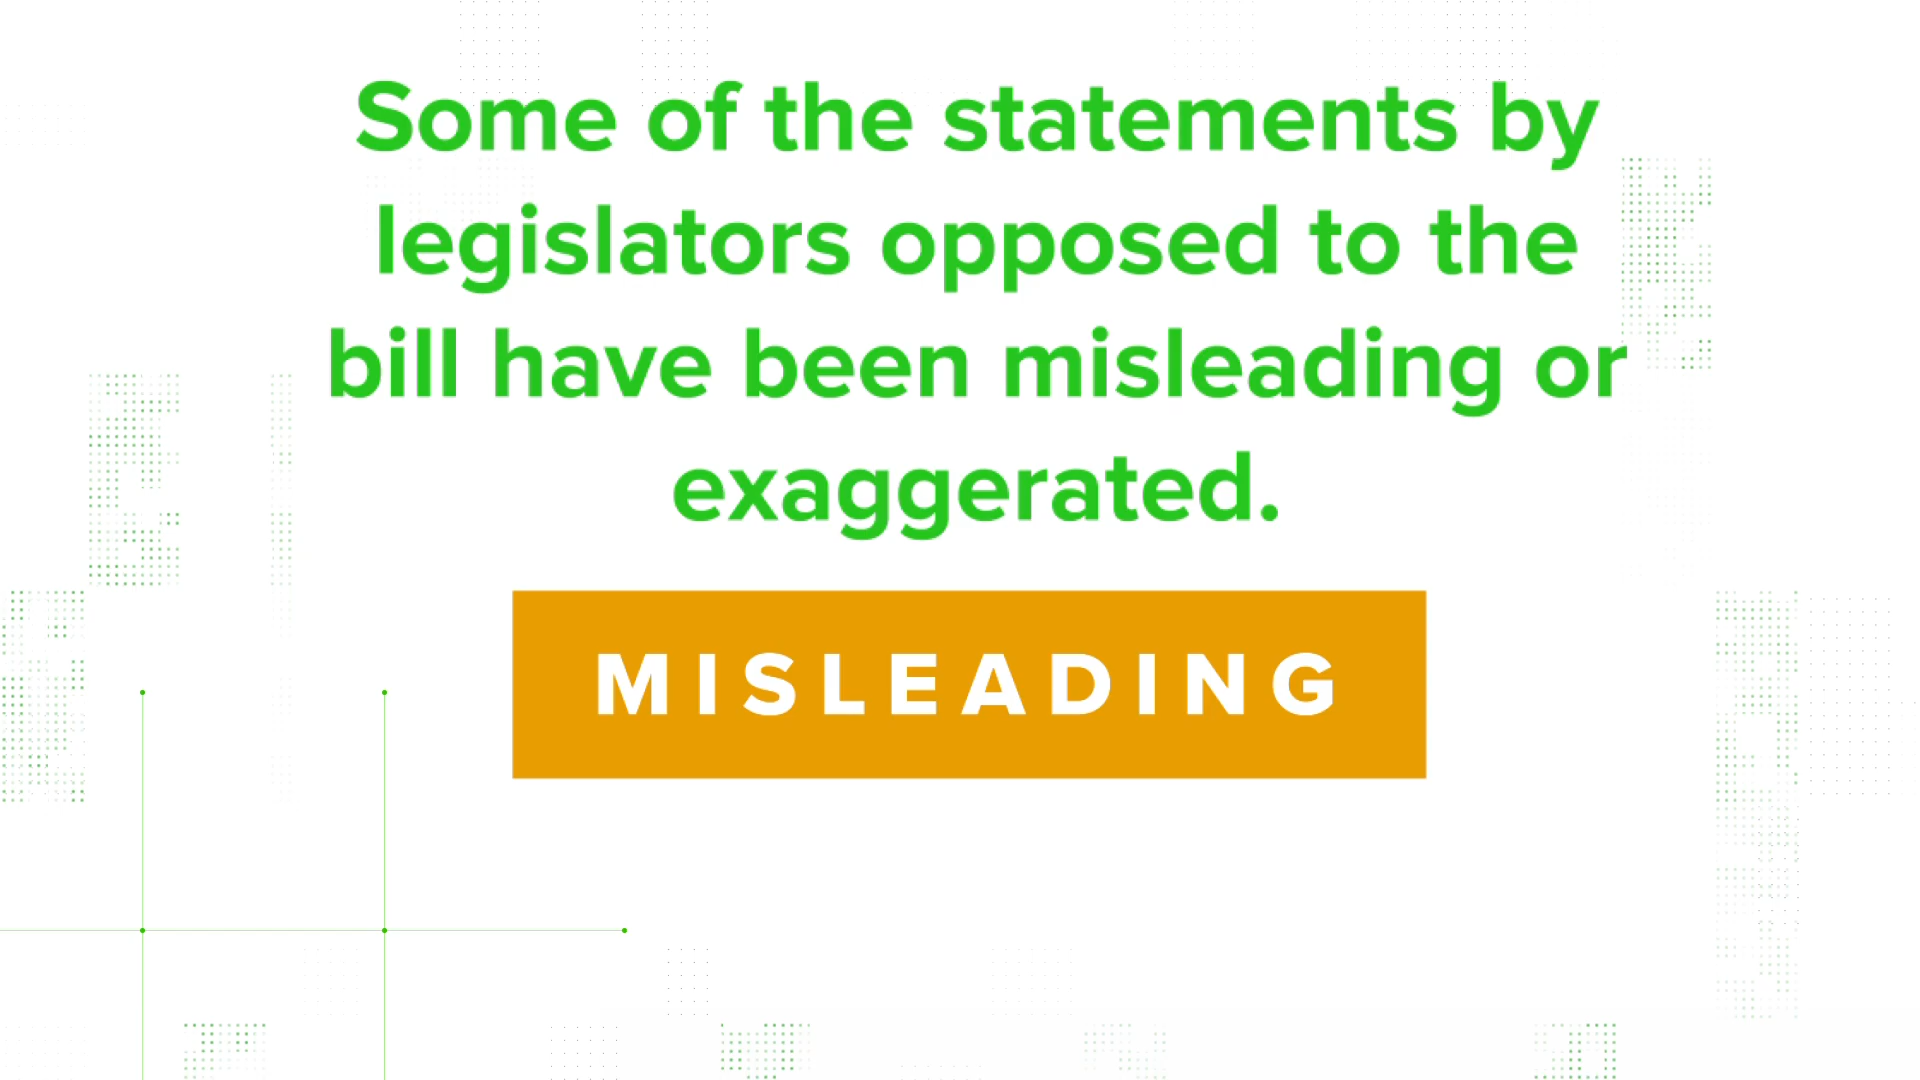 Some of the statements by
legislators opposed to the
bill have been misleading or
exaggerated.
MISLEADING